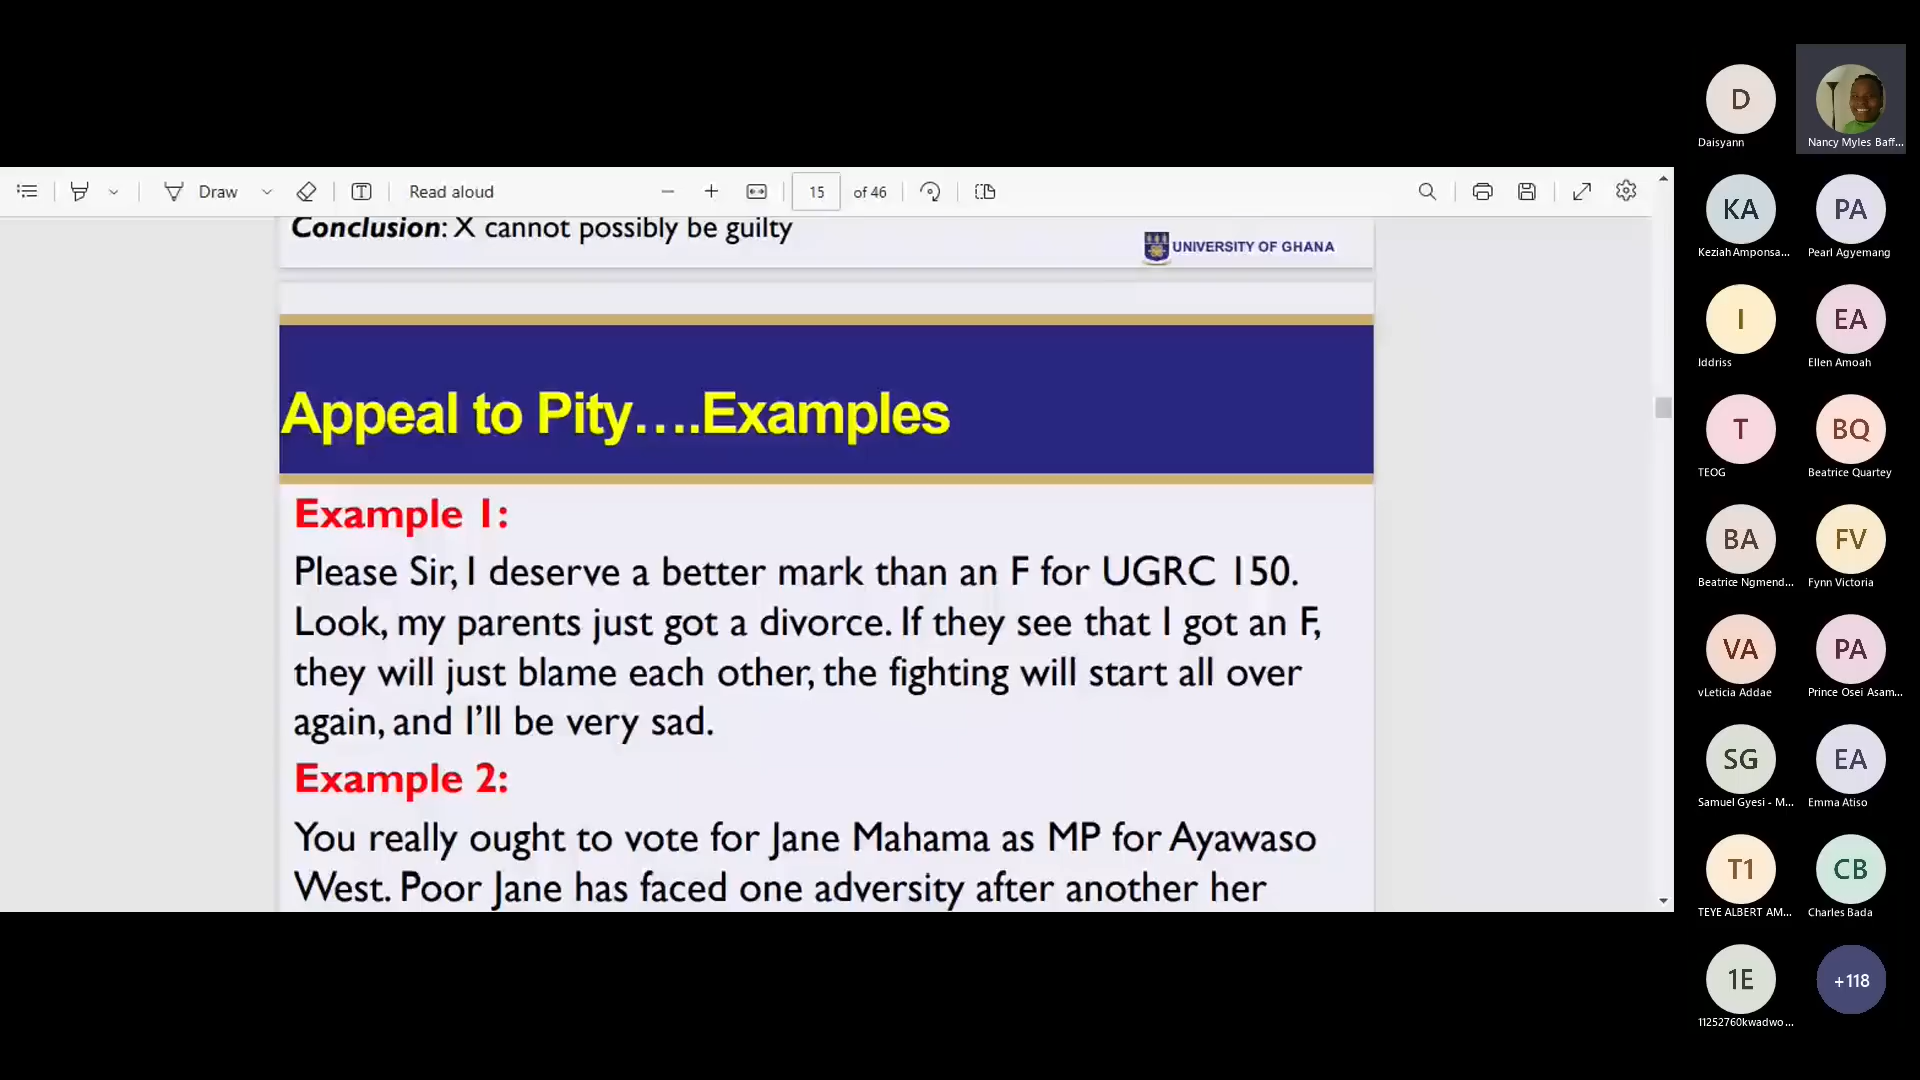 Draw
Read aloud
15 of 46
Conclusion: X cannot possibly be guilty
UNIVERSITY OF GHANA
Appeal to Pity....Examples
Example 1:
Please Sir, I deserve a better mark than an F for UGRC 150.
Look, my parents just got a divorce. If they see that I got an F,
they will just blame each other, the fighting will start all over
again, and I'll be very sad.
Example 2:
You really ought to vote for Jane Mahama as MP for Ayawaso
West. Poor Jane has faced one adversity after another her
D
Daisyann
Nancy Myles Baff...
KA
Keziah Amponsa...
PA
Pearl Agyemang
I
Iddriss
EA
Ellen Amoah
T
TEOG
BQ
Beatrice Quartey
BA
Beatrice Ngmend...
FV
Fynn Victoria
VA
vLeticia Addae
PA
Prince Osei Asam...
SG
Samuel Gyesi - M...
EA
Emma Atiso
T1
TEYE ALBERT AM...
CB
Charles Bada
1E
11252760kwadwo...
+118